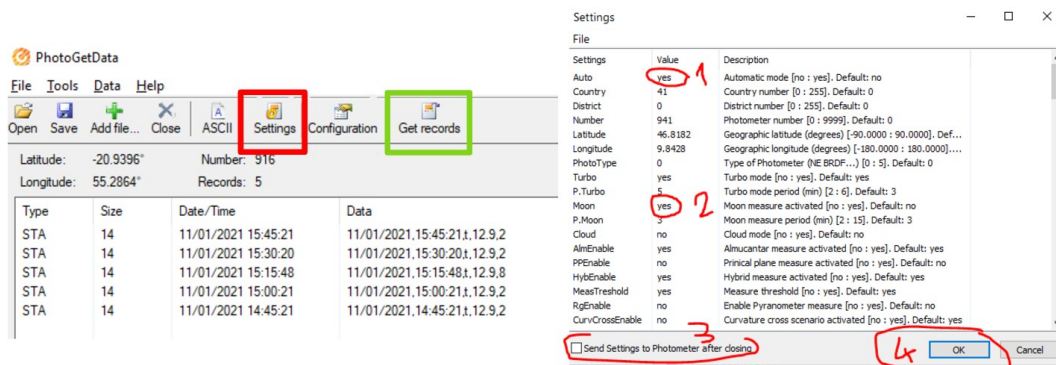 PhotoGetData
File Tools Data Help
Open Save Add file... Close ASCII Settings Configuration Get records
Latitude: -20.9396° Number: 916
Longitude: 55.2864° Records: 5
Type Size Date/Time Data
STA 14 11/01/2021 15:45:21 11/01/2021,15:45:21,t,12.9,2
STA 14 11/01/2021 15:30:20 11/01/2021,15:30:20,t,12.9,2
STA 14 11/01/2021 15:15:48 11/01/2021,15:15:48,t,12.9,8
STA 14 11/01/2021 15:00:21 11/01/2021,15:00:21,t,12.9,2
STA 14 11/01/2021 14:45:21 11/01/2021,14:45:21,t,12.9,2
Settings
File
Settings Value Description
Auto yes 1 Automatic mode [no : yes]. Default: no
Country 41 Country number [0 : 255]. Default: 0
District 0 District number [0 : 255]. Default: 0
Number 941 Photometer number [0 : 9999]. Default: 0
Latitude 46.8182 Geographic latitude (degrees) [-90.0000 : 90.0000]. Def...
Longitude 9.8428 Geographic longitude (degrees) [-180.0000 : 180.0000]....
PhotoType 0 Type of Photometer (NE BRDF...) [0 : 5]. Default: 0
Turbo yes Turbo mode [no : yes]. Default: yes
P.Turbo 5 Turbo mode period (min) [2 : 6]. Default: 3
Moon yes 2 Moon measure activated [no : yes]. Default: no
P.Moon 3 Moon measure period (min) [2 : 15]. Default: 3
Cloud no Cloud mode [no : yes]. Default: no
AlmEnable yes Almucantar measure activated [no : yes]. Default: yes
PPEnable no Prinical plane measure activated [no : yes]. Default: no
HybEnable yes Hybrid measure activated [no : yes]. Default: yes
MeasTreshold yes Measure threshold [no : yes]. Default: yes
RgEnable no Enable Pyranometer measure [no : yes]. Default: no
CurvCrossEnable no Curvature cross scenario activated [no : yes]. Default: yes
3
Send Settings to Photometer after closing 4 OK Cancel